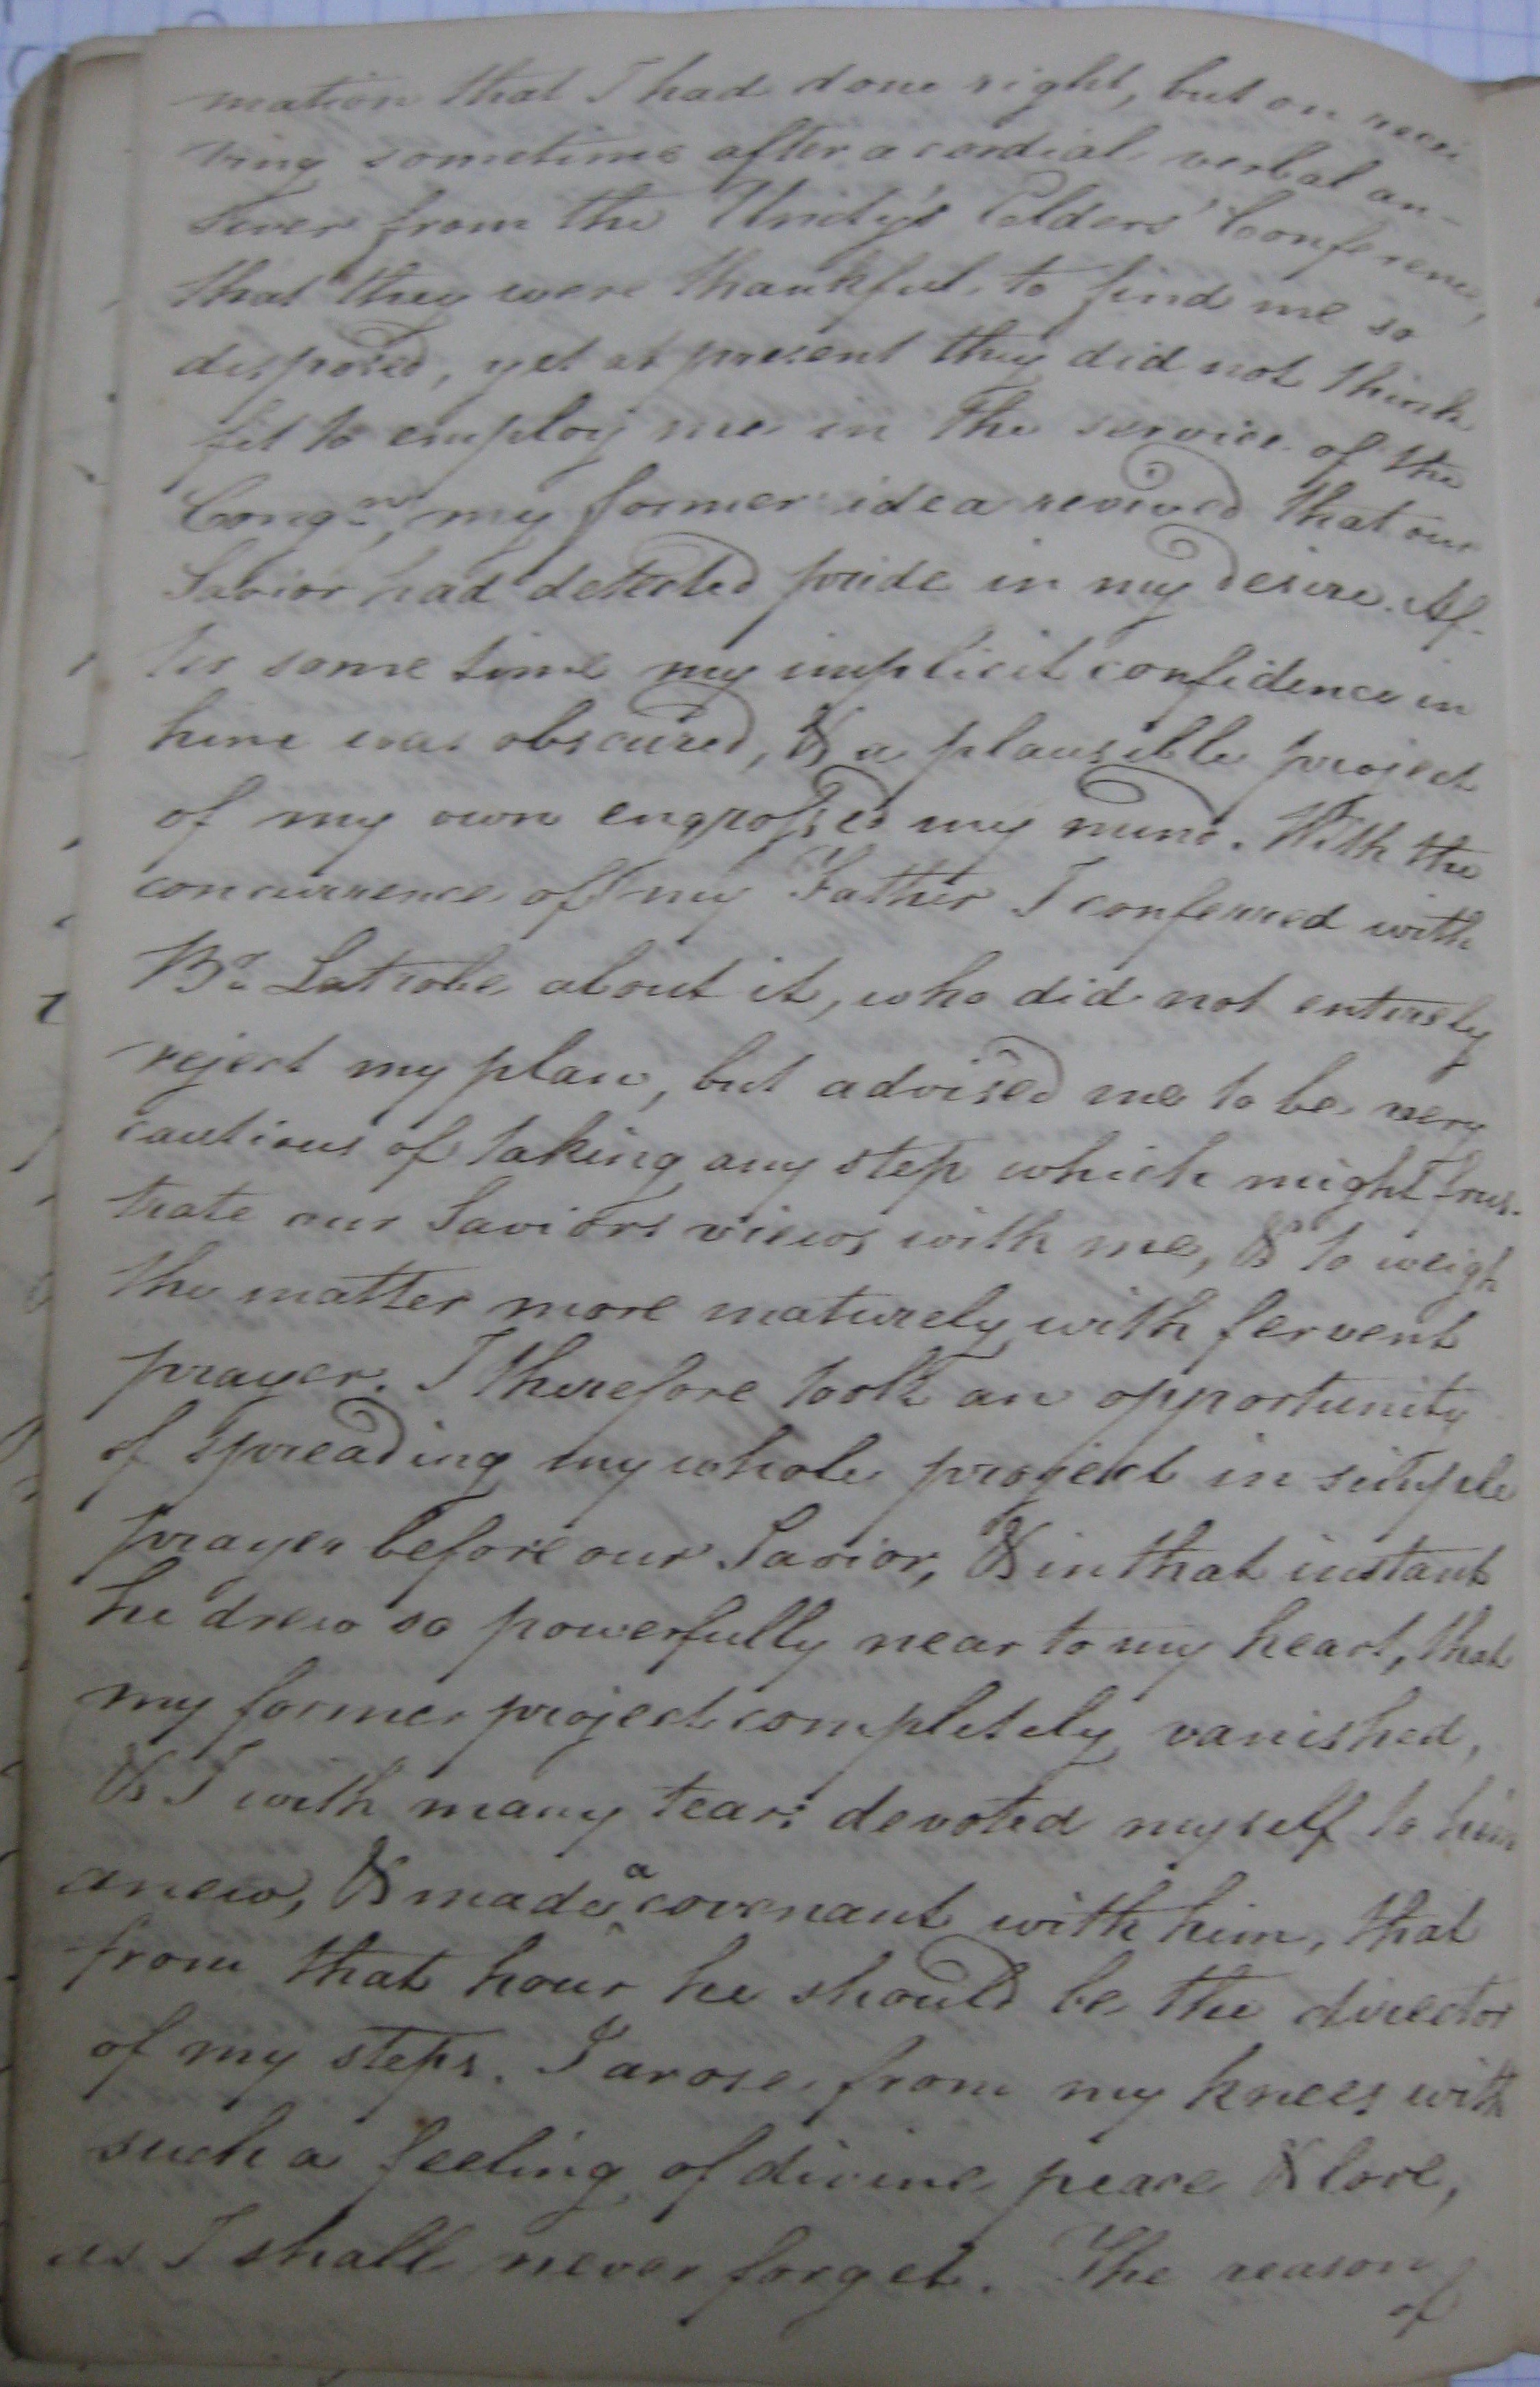 mation that I had done right, but on recei
ving sometime after a cordial verbal an-
swer from the Unity's Elders' Conference,
that they were thankful to find me so
disposed, yet at present they did not think
fit to employ me in the service of the
Congn, my former idea revived that our
Savior had detected pride in my desire. Af-
ter some time my implicit confidence in
him was obscured, & a plausible project
of my own engrossed my mind. With the
concurrence of my Father I conferred with
Br. Latrobe about it, who did not entirely
reject my plan, but advised me to be very
cautious of taking any step which might frus-
trate our Saviors views with me, & to weigh
the matter more maturely with fervent
prayer. I therefore took an opportunity
of spreading my whole project in simple
prayer before our Savior, & in that instant
he drew so powerfully near to my heart, that
my former project completely vanished,
& I with many tears devoted myself to him
anew, & made a covenant with him, that
from that hour he should be the director
of my steps. I arose from my knees with
such a feeling of divine peace & love,
as I shall never forget. The reason
of